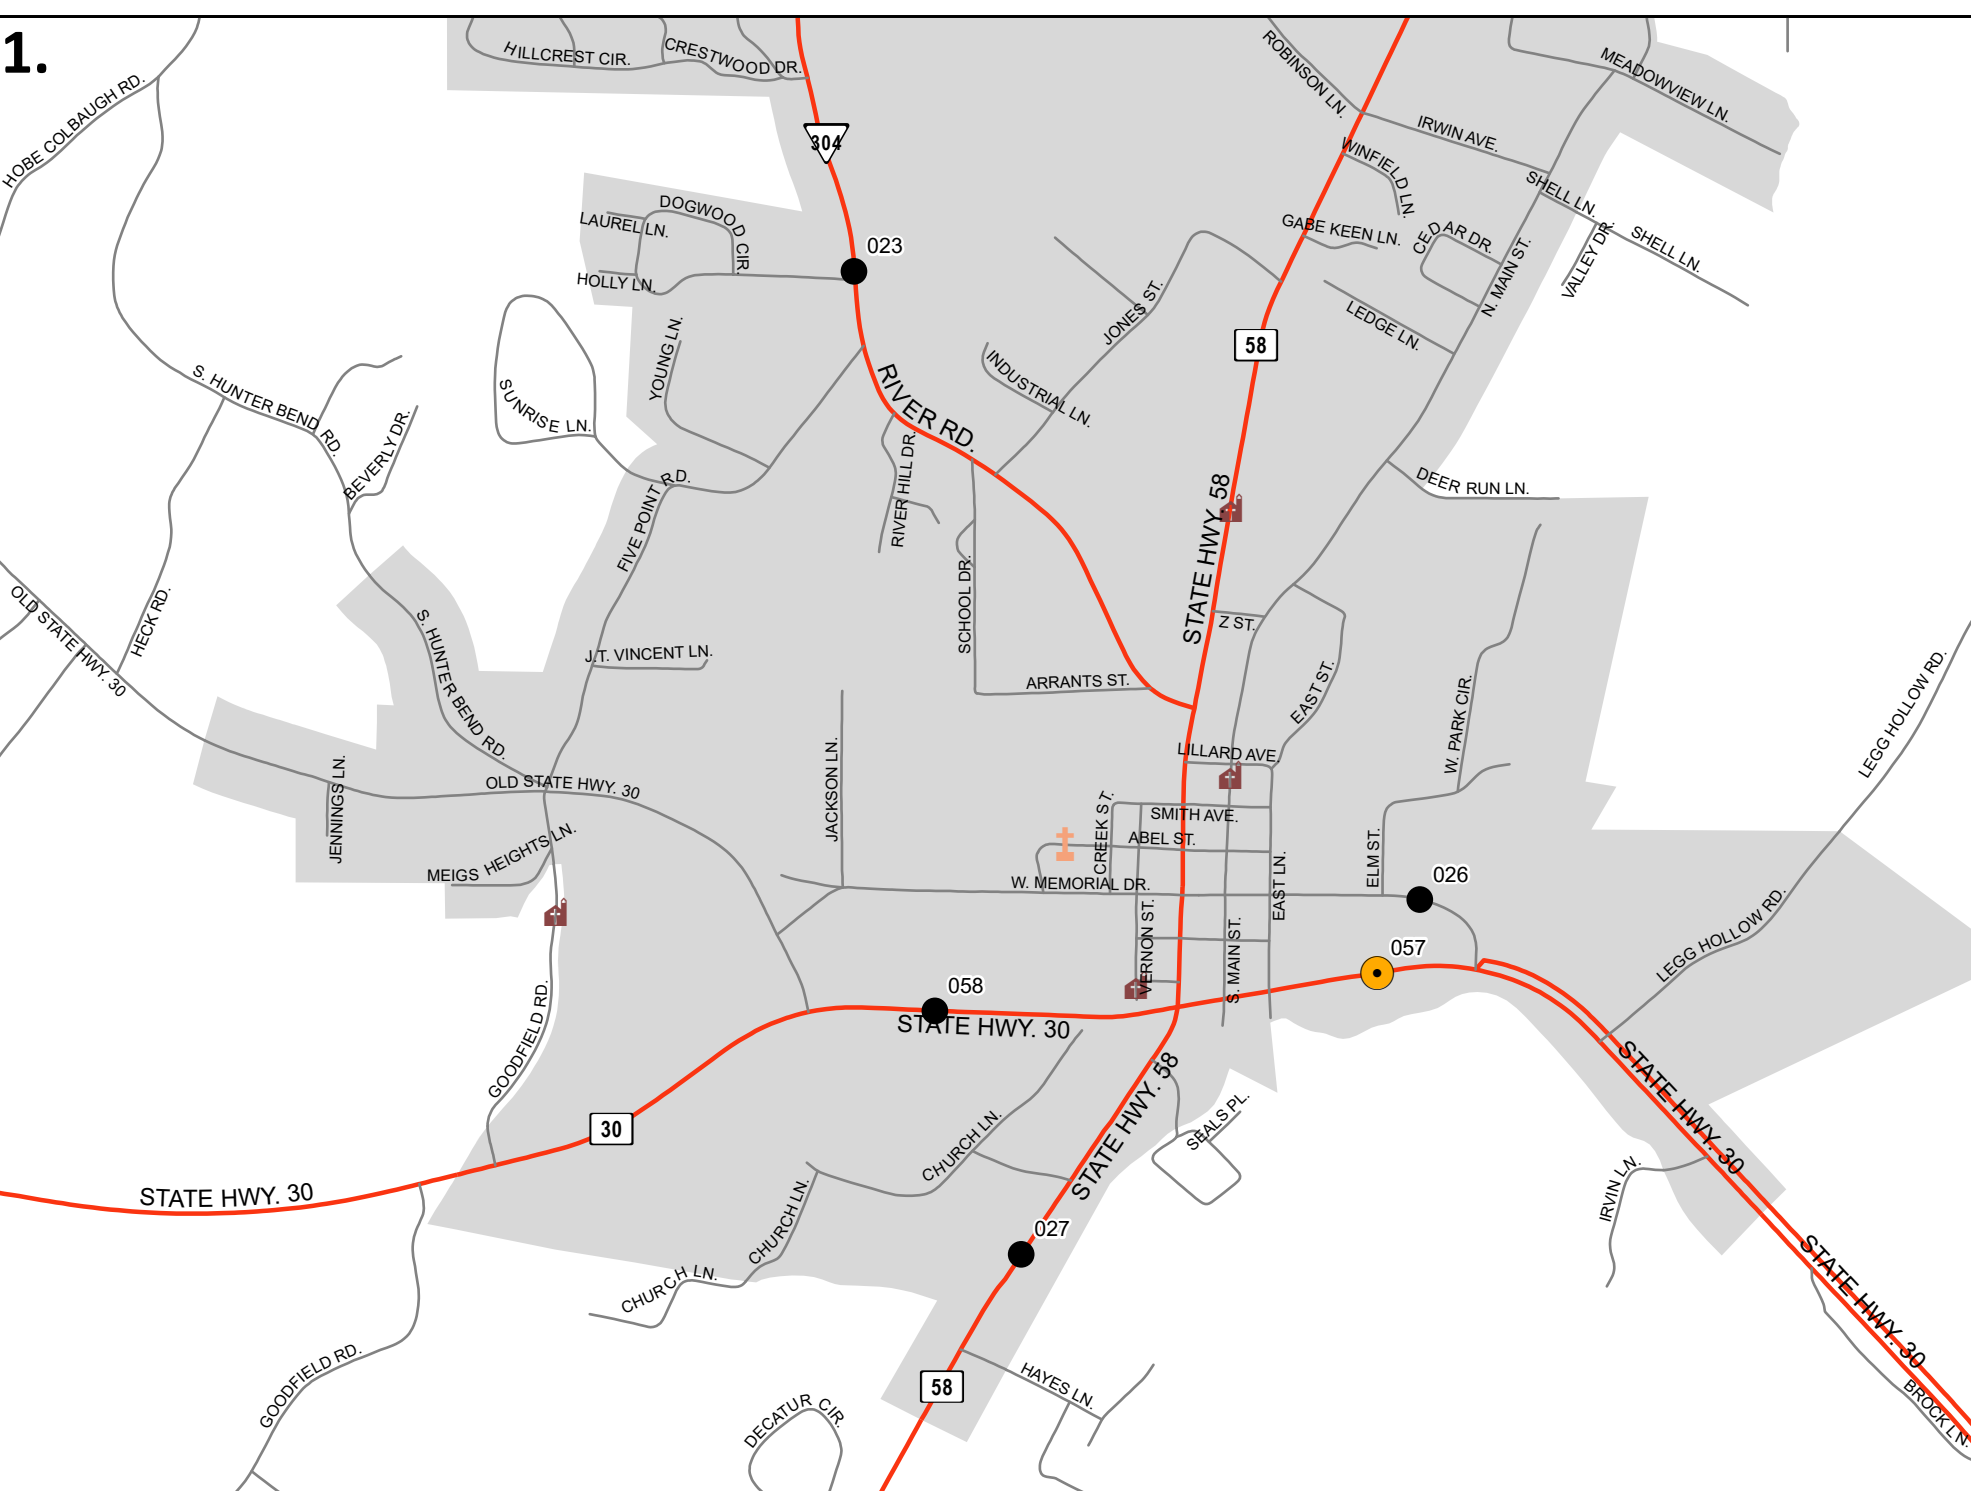 1.
HILLCREST CIR.
CRESTWOOD DR.
ROBINSON LN.
MEADOWVIEW LN.
HOBE COLBAUGH RD.
304
IRWIN AVE.
WINFIELD LN.
SHELL LN.
DOGWOOD CIR.
LAUREL LN.
GABE KEEN LN.
CEDAR DR.
SHELL LN.
VALLEY DR.
N. MAIN ST.
023
HOLLY LN.
JONES ST.
LEDGE LN.
58
YOUNG LN.
INDUSTRIAL LN.
RIVER RD.
S. HUNTER BEND RD.
SUNRISE LN.
BEVERLY DR.
RIVER HILL DR.
DEER RUN LN.
FIVE POINT RD.
STATE HWY. 58
SCHOOL DR.
OLD STATE HWY. 30
HECK RD.
S. HUNTER BEND RD.
Z ST.
J.T. VINCENT LN.
ARRANTS ST.
EAST ST.
W. PARK CIR.
LEGG HOLLOW RD.
LILLARD AVE.
OLD STATE HWY. 30
JENNINGS LN.
JACKSON LN.
CREEK ST.
SMITH AVE.
ABEL ST.
MEIGS HEIGHTS LN.
W. MEMORIAL DR.
EAST LN.
ELM ST.
026
LEGG HOLLOW RD.
VERNON ST.
S. MAIN ST.
057
058
STATE HWY. 30
GOODFIELD RD.
30
STATE HWY. 58
SEALS PL.
CHURCH LN.
STATE HWY. 30
STATE HWY. 30
IRVIN LN.
CHURCH LN.
027
CHURCH LN.
STATE HWY. 30
GOODFIELD RD.
58
HAYES LN.
DECATUR CIR.
BROCK LN.